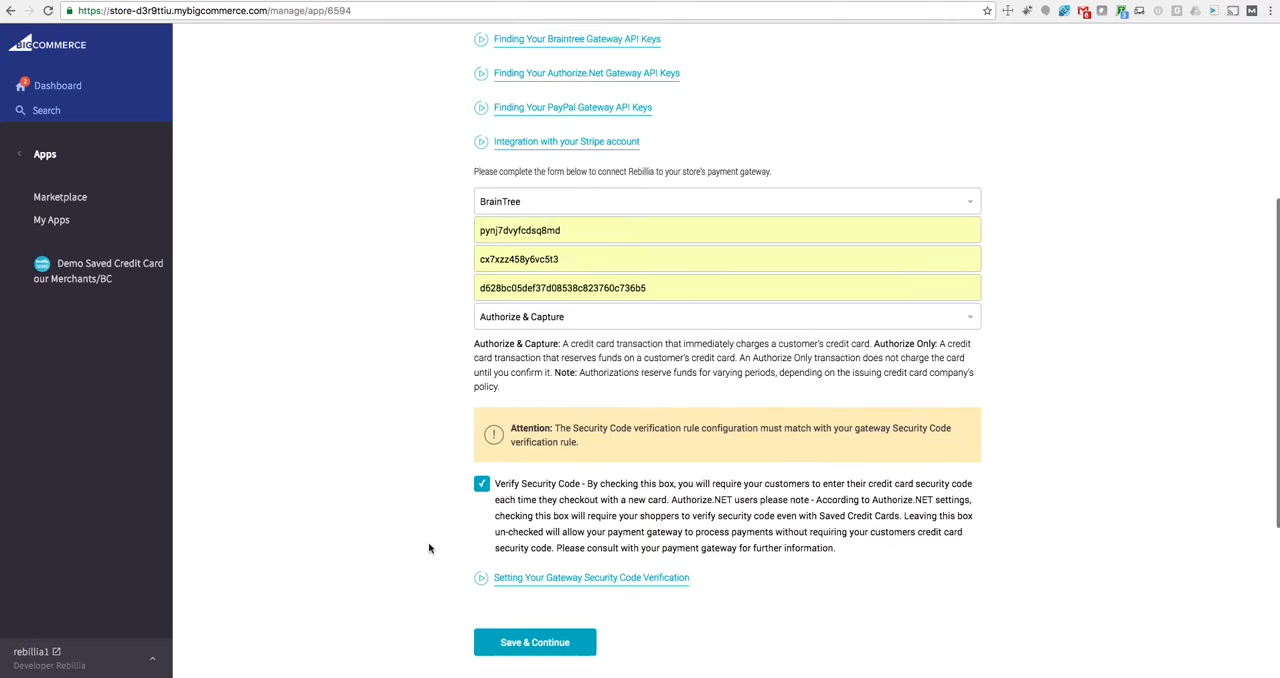 https://store-d3r9ttiu.mybigcommerce.com/manage/app/6594
BIGCOMMERCE
2
Dashboard
Search
Apps
Marketplace
My Apps
Demo Saved Credit Card
our Merchants/BC
rebillia1
Developer Rebillia
Finding Your Braintree Gateway API Keys
Finding Your Authorize.Net Gateway API Keys
Finding Your PayPal Gateway API Keys
Integration with your Stripe account
Please complete the form below to connect Rebillia to your store's payment gateway.
BrainTree
pynj7dvyfcdsq8md
cx7xzz458y6vc5t3
d628bc05def37d08538c823760c736b5
Authorize & Capture
Authorize & Capture: A credit card transaction that immediately charges a customer's credit card. Authorize Only: A credit
card transaction that reserves funds on a customer's credit card. An Authorize Only transaction does not charge the card
until you confirm it. Note: Authorizations reserve funds for varying periods, depending on the issuing credit card company's
policy.
Attention: The Security Code verification rule configuration must match with your gateway Security Code
verification rule.
Verify Security Code - By checking this box, you will require your customers to enter their credit card security code
each time they checkout with a new card. Authorize.NET users please note - According to Authorize.NET settings,
checking this box will require your shoppers to verify security code even with Saved Credit Cards. Leaving this box
un-checked will allow your payment gateway to process payments without requiring your customers credit card
security code. Please consult with your payment gateway for further information.
Setting Your Gateway Security Code Verification
Save & Continue